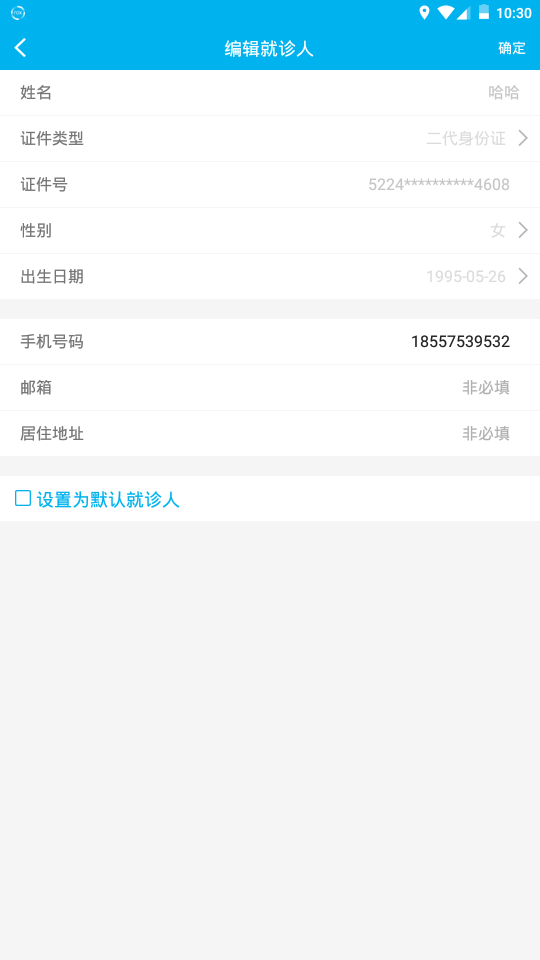 10:30
编辑就诊人 确定
姓名 哈哈
证件类型 二代身份证
证件号 5224**********4608
性别 女
出生日期 1995-05-26
手机号码 18557539532
邮箱 非必填
居住地址 非必填
设置为默认就诊人